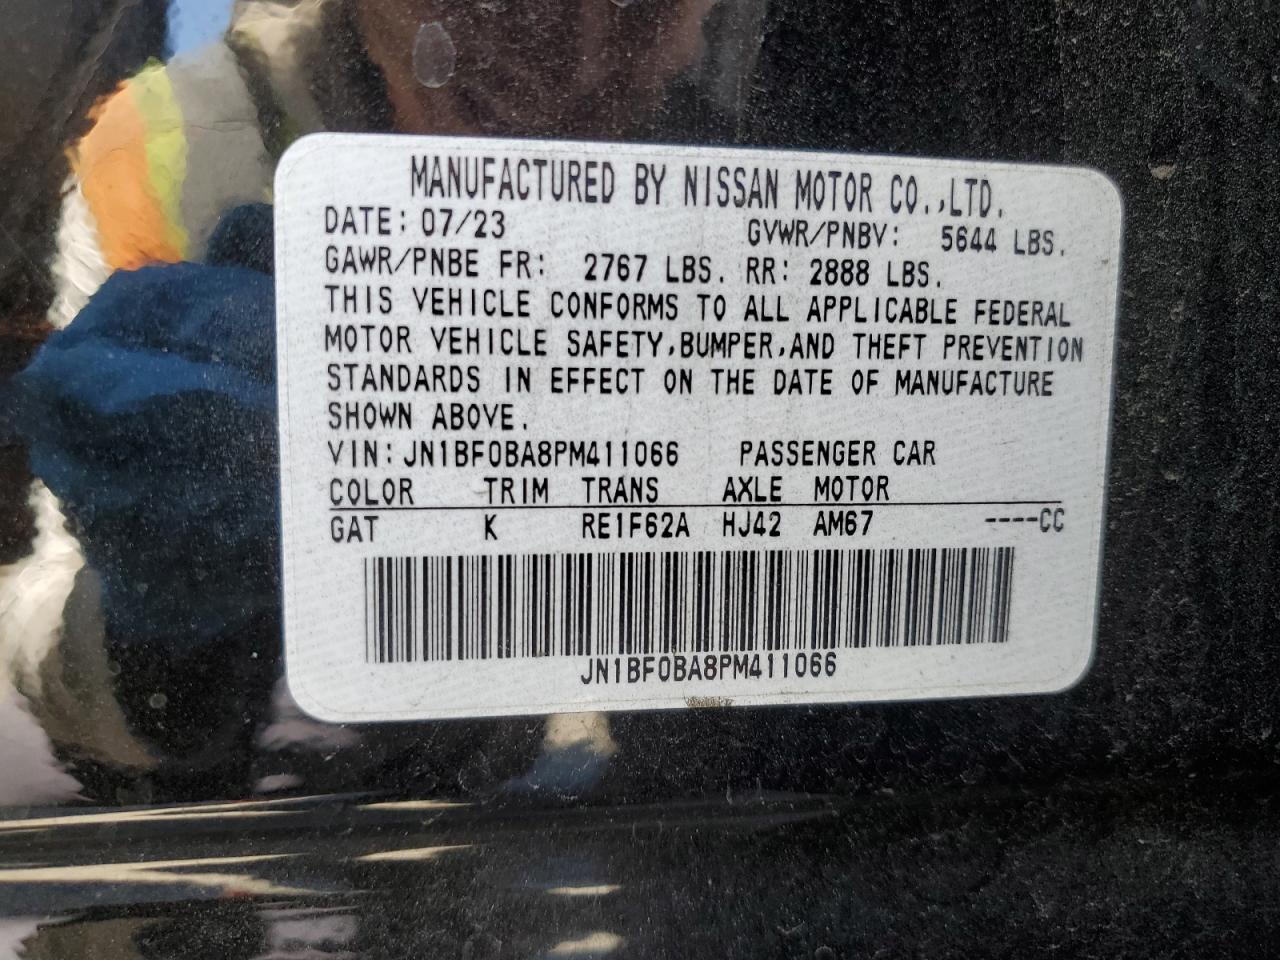 MANUFACTURED BY NISSAN MOTOR CO.,LTD.
DATE: 07/23 GVWR/PNBV: 5644 LBS.
GAWR/PNBE FR: 2767 LBS. RR: 2888 LBS.
THIS VEHICLE CONFORMS TO ALL APPLICABLE FEDERAL
MOTOR VEHICLE SAFETY,BUMPER,AND THEFT PREVENTION
STANDARDS IN EFFECT ON THE DATE OF MANUFACTURE
SHOWN ABOVE.
VIN:JN1BF0BA8PM411066 PASSENGER CAR
COLOR TRIM TRANS AXLE MOTOR
GAT K RE1F62A HJ42 AM67 ----CC
JN1BF0BA8PM411066